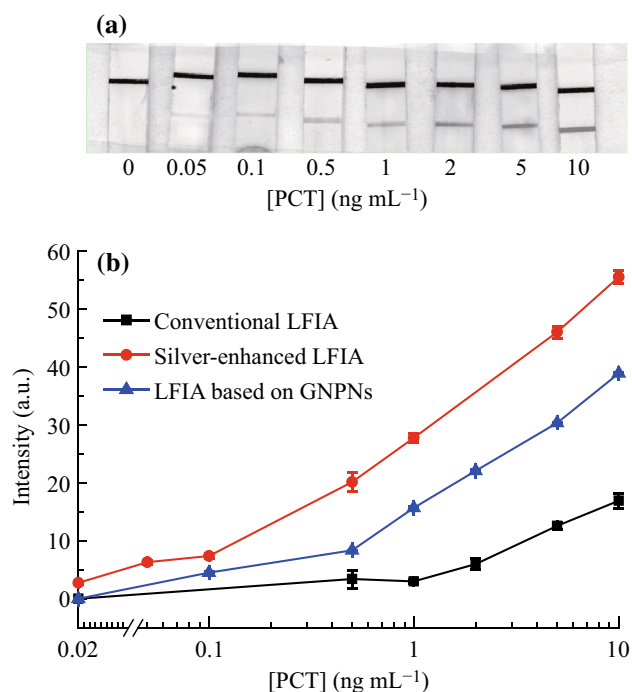 (a)
0 0.05 0.1 0.5 1 2 5 10
[PCT] (ng mL⁻¹)
(b)
60
50
40
30
20
10
0
Conventional LFIA
Silver-enhanced LFIA
LFIA based on GNPNs
Intensity (a.u.)
0.02 0.1 1 10
[PCT] (ng mL⁻¹)